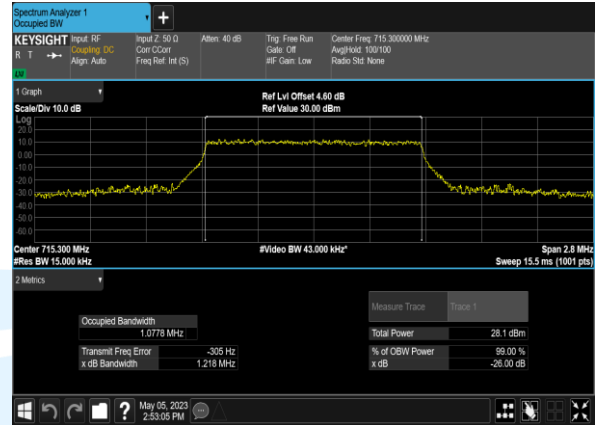 Spectrum Analyzer 1
Occupied BW
+
KEYSIGHT Input: RF Input Z: 50 Ω Atten: 40 dB Trig: Free Run Center Freq: 715.300000 MHz
R T Coupling: DC Corr CCorr Gate: Off Avg|Hold: 100/100
Align: Auto Freq Ref: Int (S) #IF Gain: Low Radio Std: None
1 Graph
Ref Lvl Offset 4.60 dB
Scale/Div 10.0 dB Ref Value 30.00 dBm
Log
20.0
10.0
0.00
-10.0
-20.0
-30.0
-40.0
-50.0
-60.0
Center 715.300 MHz #Video BW 43.000 kHz* Span 2.8 MHz
#Res BW 15.000 kHz Sweep 15.5 ms (1001 pts)
2 Metrics
Measure Trace Trace 1
Occupied Bandwidth
1.0778 MHz Total Power 28.1 dBm
Transmit Freq Error -305 Hz % of OBW Power 99.00 %
x dB Bandwidth 1.218 MHz x dB -26.00 dB
? May 05, 2023
2:53:05 PM